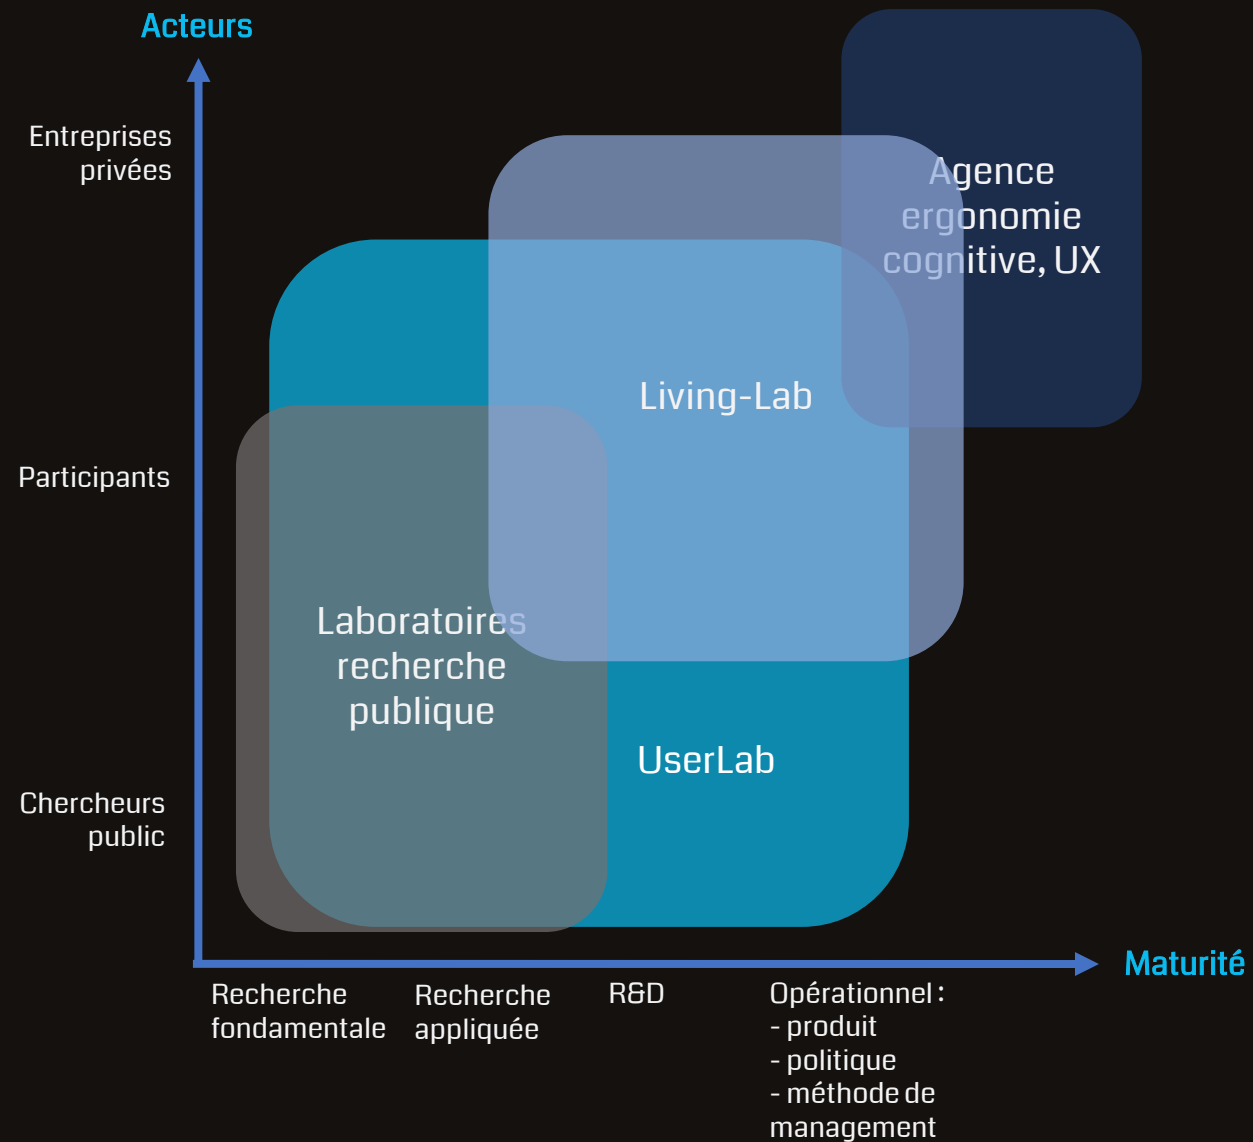 Acteurs
Entreprises
privées
Agence
ergonomie
cognitive, UX
Living-Lab
Participants
Laboratoires
recherche
publique
UserLab
Chercheurs
public
Maturité
Recherche
fondamentale
Recherche
appliquée
R&D
Opérationnel :
- produit
- politique
- méthode de
management